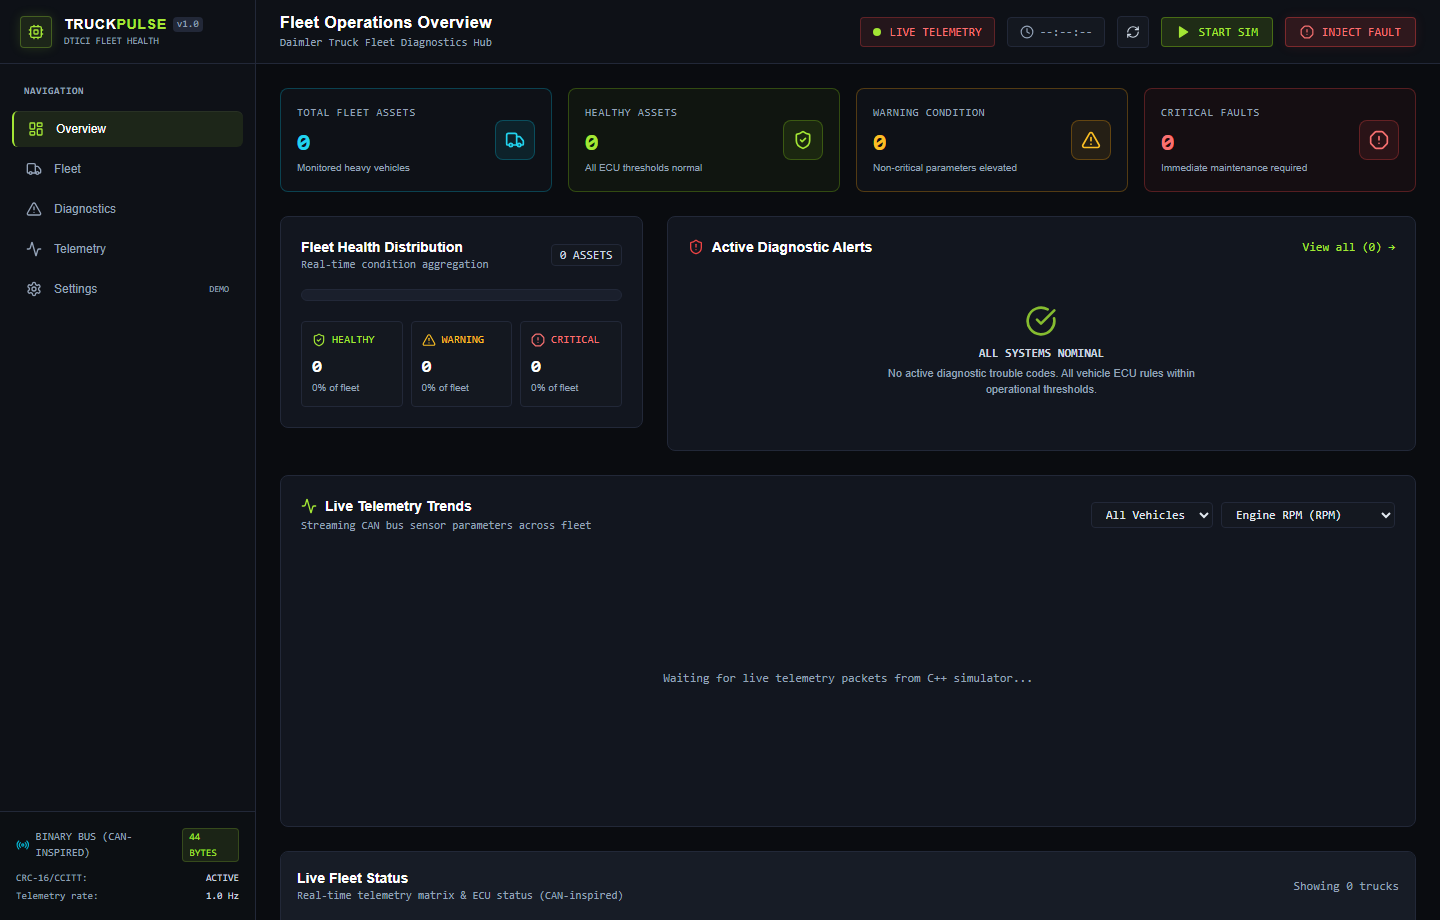 TRUCKPULSE v1.0
DTICI FLEET HEALTH
NAVIGATION
Overview
Fleet
Diagnostics
Telemetry
Settings DEMO
BINARY BUS (CAN-
INSPIRED)
44
BYTES
CRC-16/CCITT: ACTIVE
Telemetry rate: 1.0 Hz
Fleet Operations Overview
Daimler Truck Fleet Diagnostics Hub
LIVE TELEMETRY
--:--:--
START SIM
INJECT FAULT
TOTAL FLEET ASSETS
0
Monitored heavy vehicles
HEALTHY ASSETS
0
All ECU thresholds normal
WARNING CONDITION
0
Non-critical parameters elevated
CRITICAL FAULTS
0
Immediate maintenance required
Fleet Health Distribution
Real-time condition aggregation
0 ASSETS
HEALTHY
0
0% of fleet
WARNING
0
0% of fleet
CRITICAL
0
0% of fleet
Active Diagnostic Alerts
View all (0) →
ALL SYSTEMS NOMINAL
No active diagnostic trouble codes. All vehicle ECU rules within
operational thresholds.
Live Telemetry Trends
Streaming CAN bus sensor parameters across fleet
All Vehicles
Engine RPM (RPM)
Waiting for live telemetry packets from C++ simulator...
Live Fleet Status
Real-time telemetry matrix & ECU status (CAN-inspired)
Showing 0 trucks